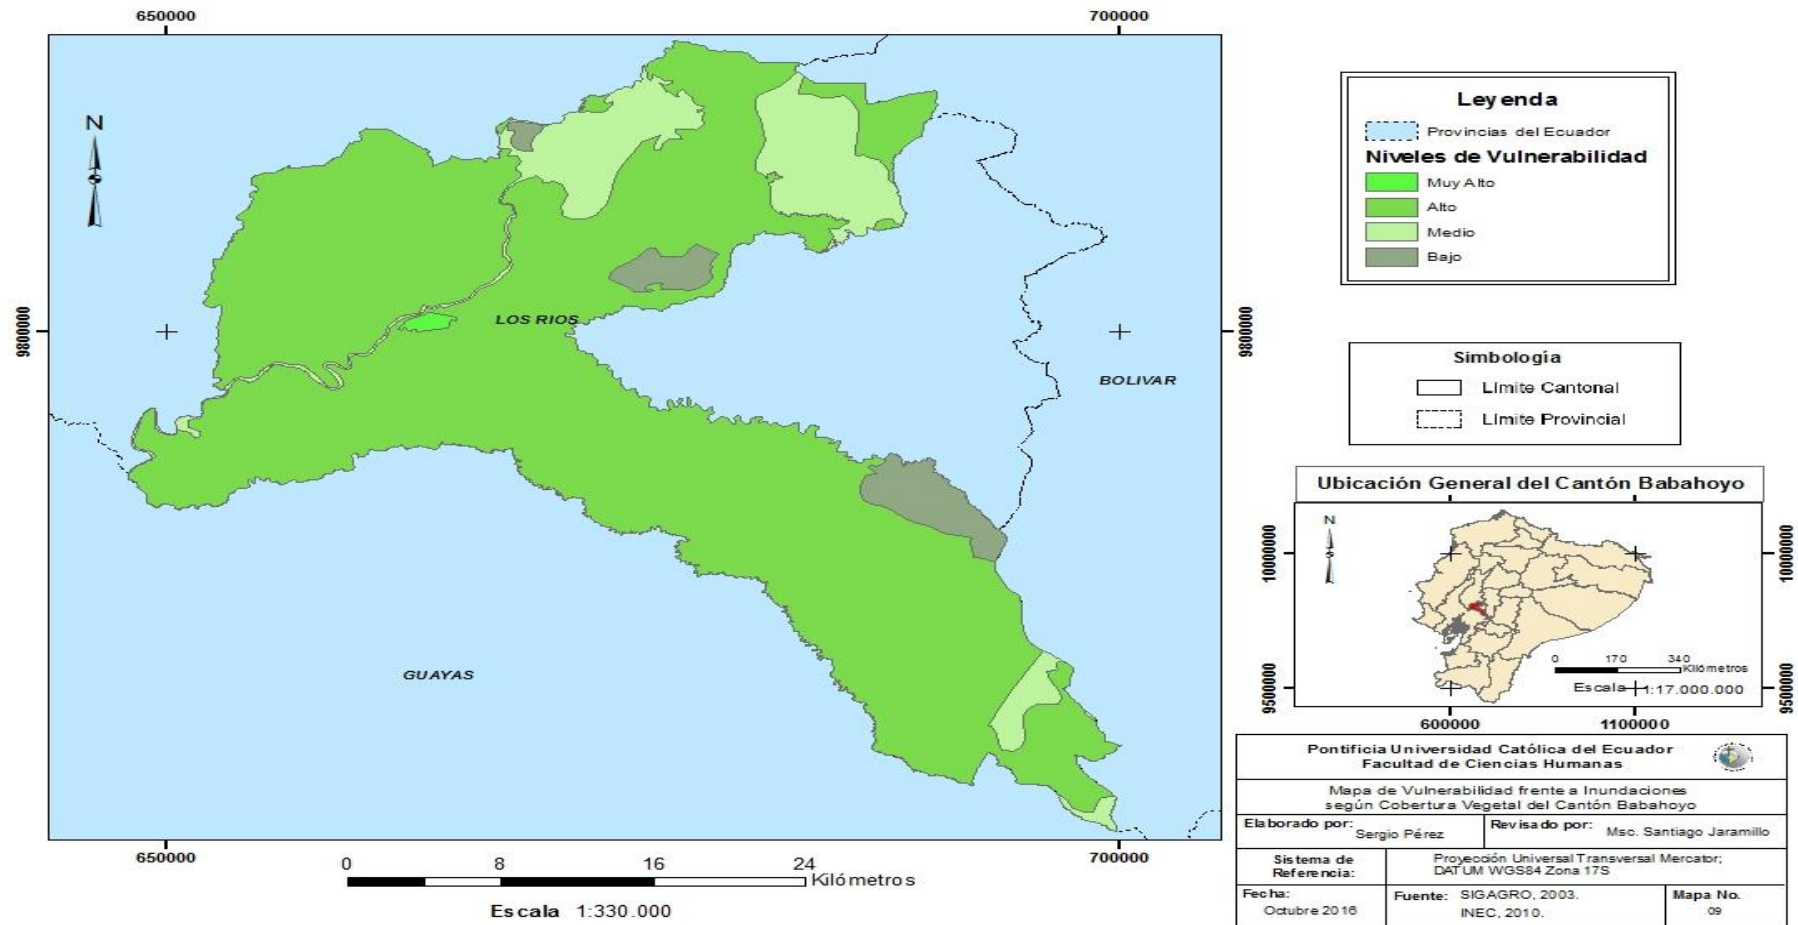 650000
700000
N
9800000
9800000
LOS RIOS
BOLIVAR
GUAYAS
650000
700000
0 8 16 24
Kilómetros
Escala 1:330.000
Leyenda
Provincias del Ecuador
Niveles de Vulnerabilidad
Muy Alto
Alto
Medio
Bajo
Simbología
Límite Cantonal
Límite Provincial
Ubicación General del Cantón Babahoyo
N
10000000
10000000
9500000
9500000
0 170 340
Kilómetros
Escala 1:17.000.000
600000
1100000
Pontificia Universidad Católica del Ecuador
Facultad de Ciencias Humanas
Mapa de Vulnerabilidad frente a Inundaciones
según Cobertura Vegetal del Cantón Babahoyo
Elaborado por: Sergio Pérez
Revisado por: Msc. Santiago Jaramillo
Sistema de
Referencia:
Proyección Universal Transversal Mercator;
DATUM WGS84 Zona 17S
Fecha:
Octubre 2016
Fuente: SIGAGRO, 2003.
INEC, 2010.
Mapa No.
09